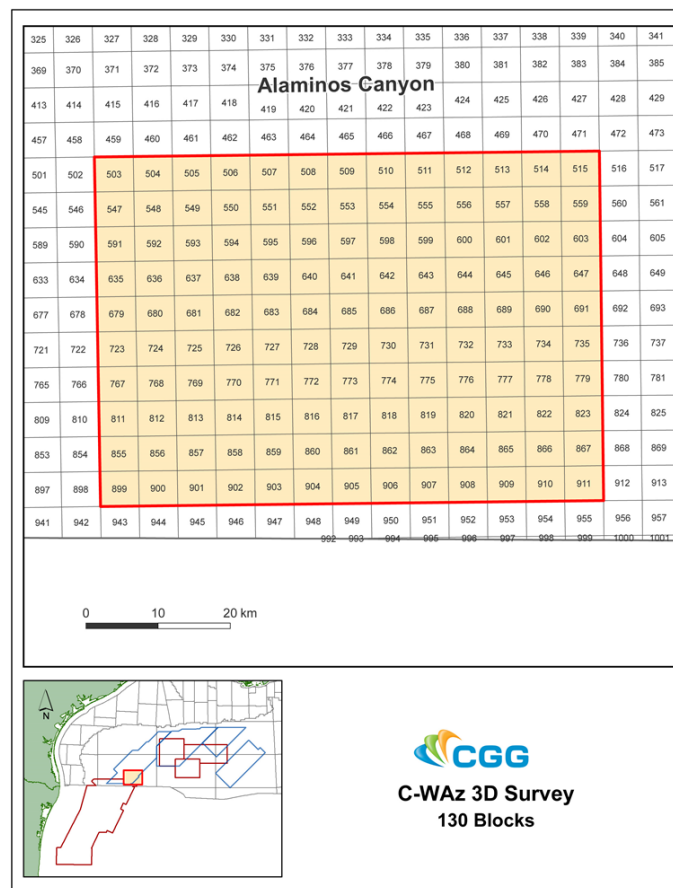 325 326 327 328 329 330 331 332 333 334 335 336 337 338 339 340 341
369 370 371 372 373 374 375 376 377 378 379 380 381 382 383 384 385
Alaminos Canyon
413 414 415 416 417 418 419 420 421 422 423 424 425 426 427 428 429
457 458 459 460 461 462 463 464 465 466 467 468 469 470 471 472 473
501 502 503 504 505 506 507 508 509 510 511 512 513 514 515 516 517
545 546 547 548 549 550 551 552 553 554 555 556 557 558 559 560 561
589 590 591 592 593 594 595 596 597 598 599 600 601 602 603 604 605
633 634 635 636 637 638 639 640 641 642 643 644 645 646 647 648 649
677 678 679 680 681 682 683 684 685 686 687 688 689 690 691 692 693
721 722 723 724 725 726 727 728 729 730 731 732 733 734 735 736 737
765 766 767 768 769 770 771 772 773 774 775 776 777 778 779 780 781
809 810 811 812 813 814 815 816 817 818 819 820 821 822 823 824 825
853 854 855 856 857 858 859 860 861 862 863 864 865 866 867 868 869
897 898 899 900 901 902 903 904 905 906 907 908 909 910 911 912 913
941 942 943 944 945 946 947 948 949 950 951 952 953 954 955 956 957
992 993 994 995 996 997 998 999 1000 1001
0 10 20 km
N
CGG
C-WAz 3D Survey
130 Blocks